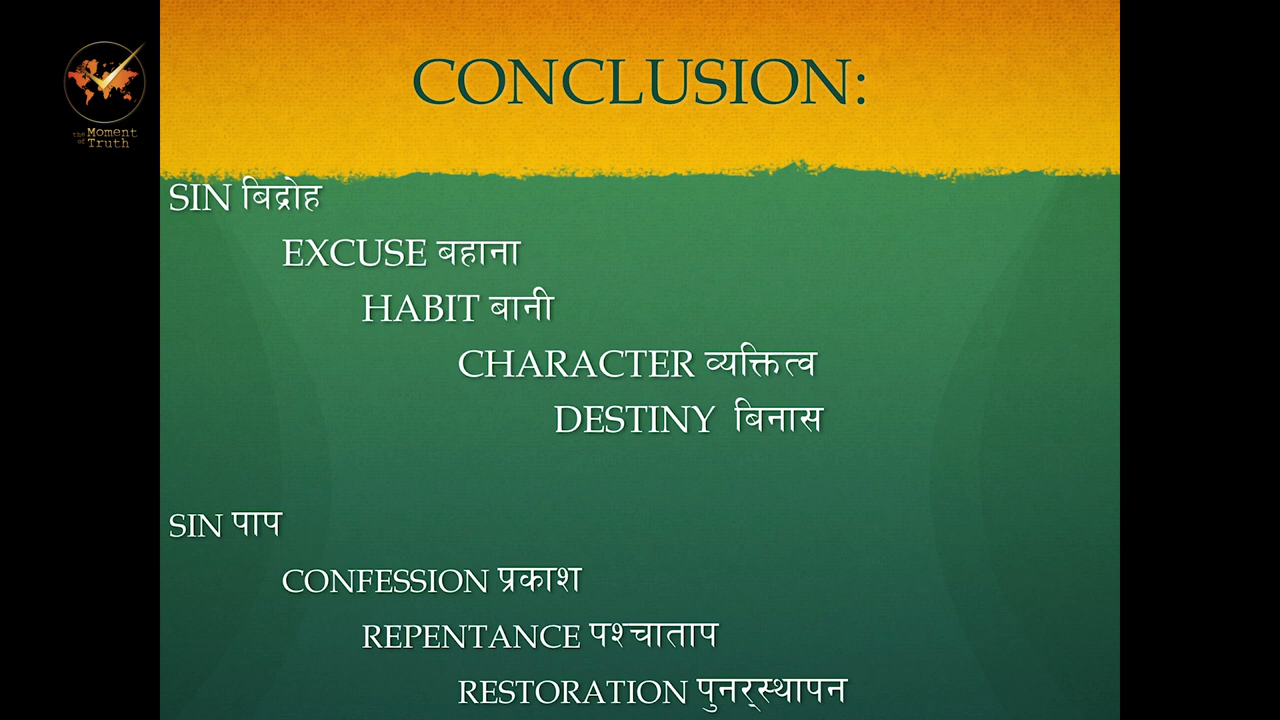 the Moment
of Truth
CONCLUSION:
SIN बिद्रोह
EXCUSE बहाना
HABIT बानी
CHARACTER व्यक्तित्व
DESTINY बिनास
SIN पाप
CONFESSION प्रकाश
REPENTANCE पश्चाताप
RESTORATION पुनर्स्थापन